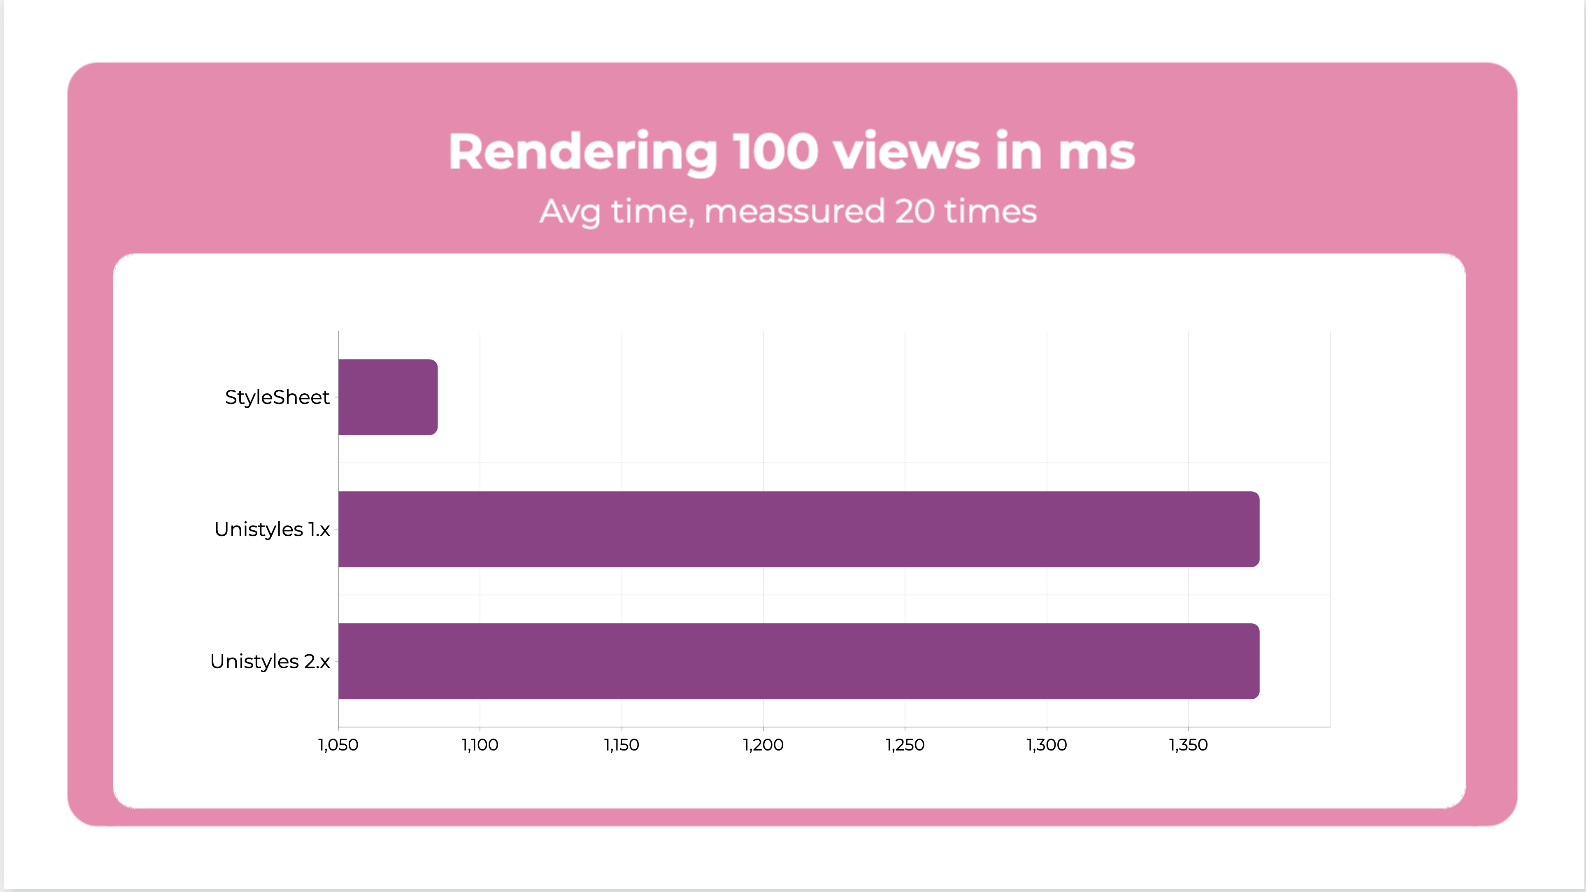 Rendering 100 views in ms
Avg time, meassured 20 times
StyleSheet
Unistyles 1.x
Unistyles 2.x
1,050 1,100 1,150 1,200 1,250 1,300 1,350